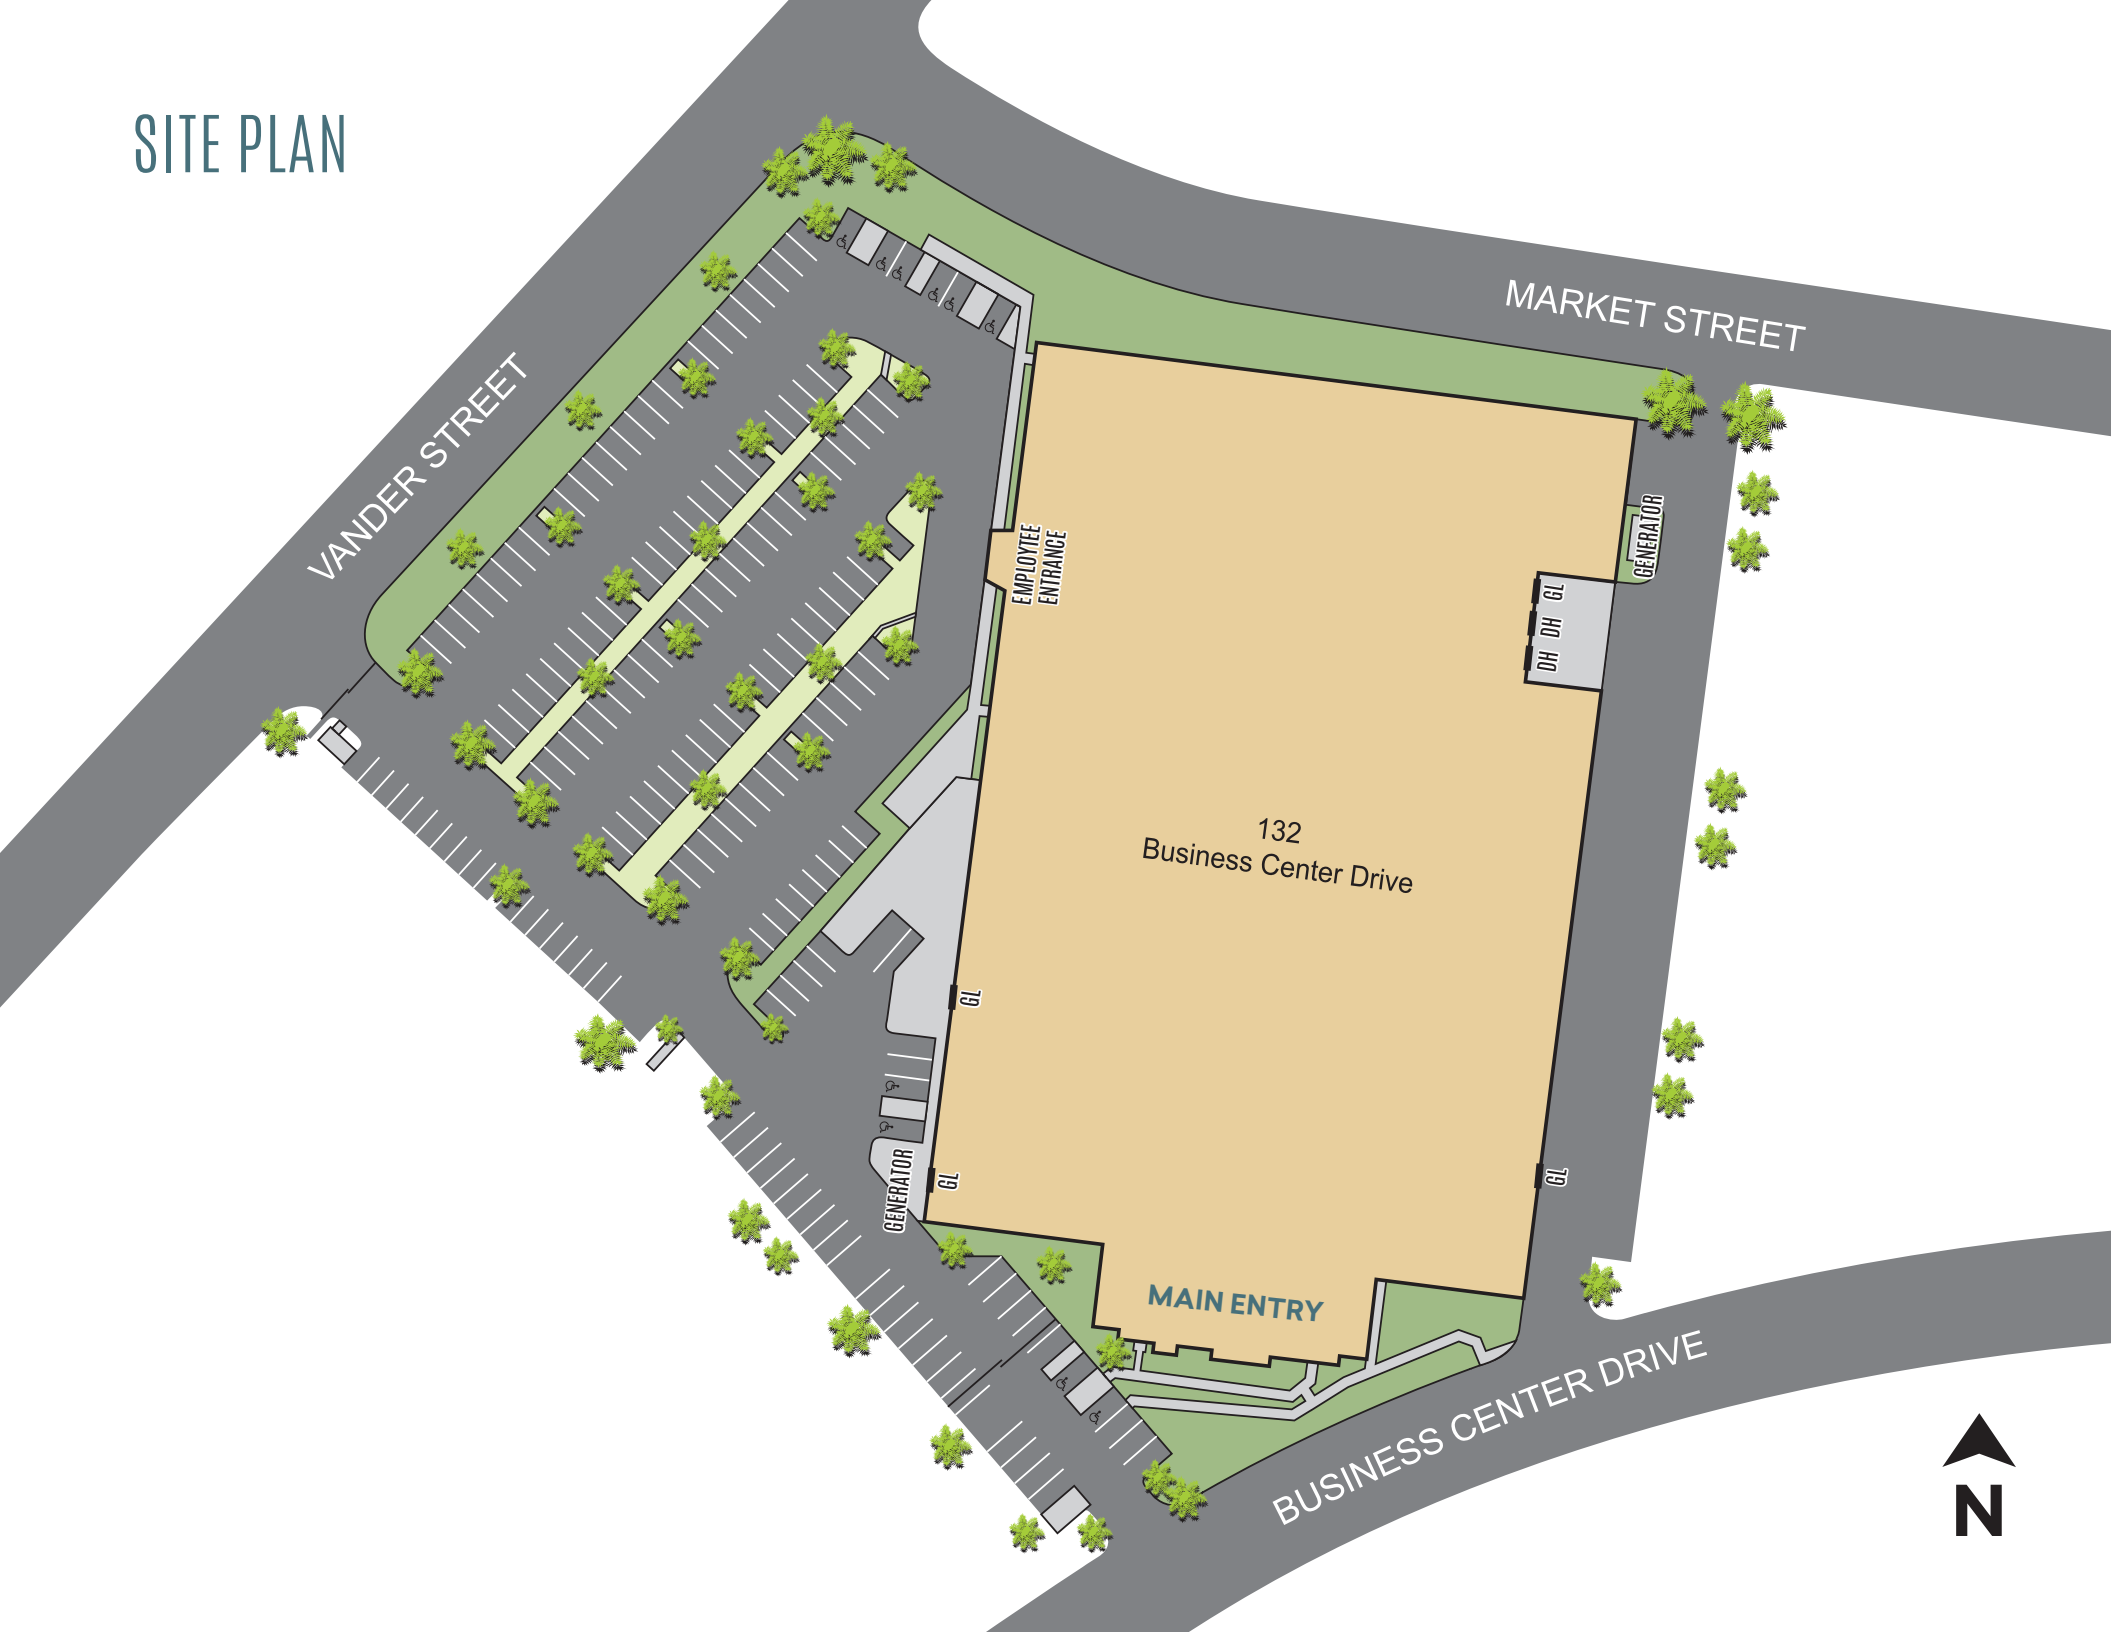 SITE PLAN
MARKET STREET
VANDER STREET
EMPLOYTEE
ENTRANCE
GENERATOR
GL
DH
DH
132
Business Center Drive
GL
GL
GL
GENERATOR
MAIN ENTRY
BUSINESS CENTER DRIVE
N